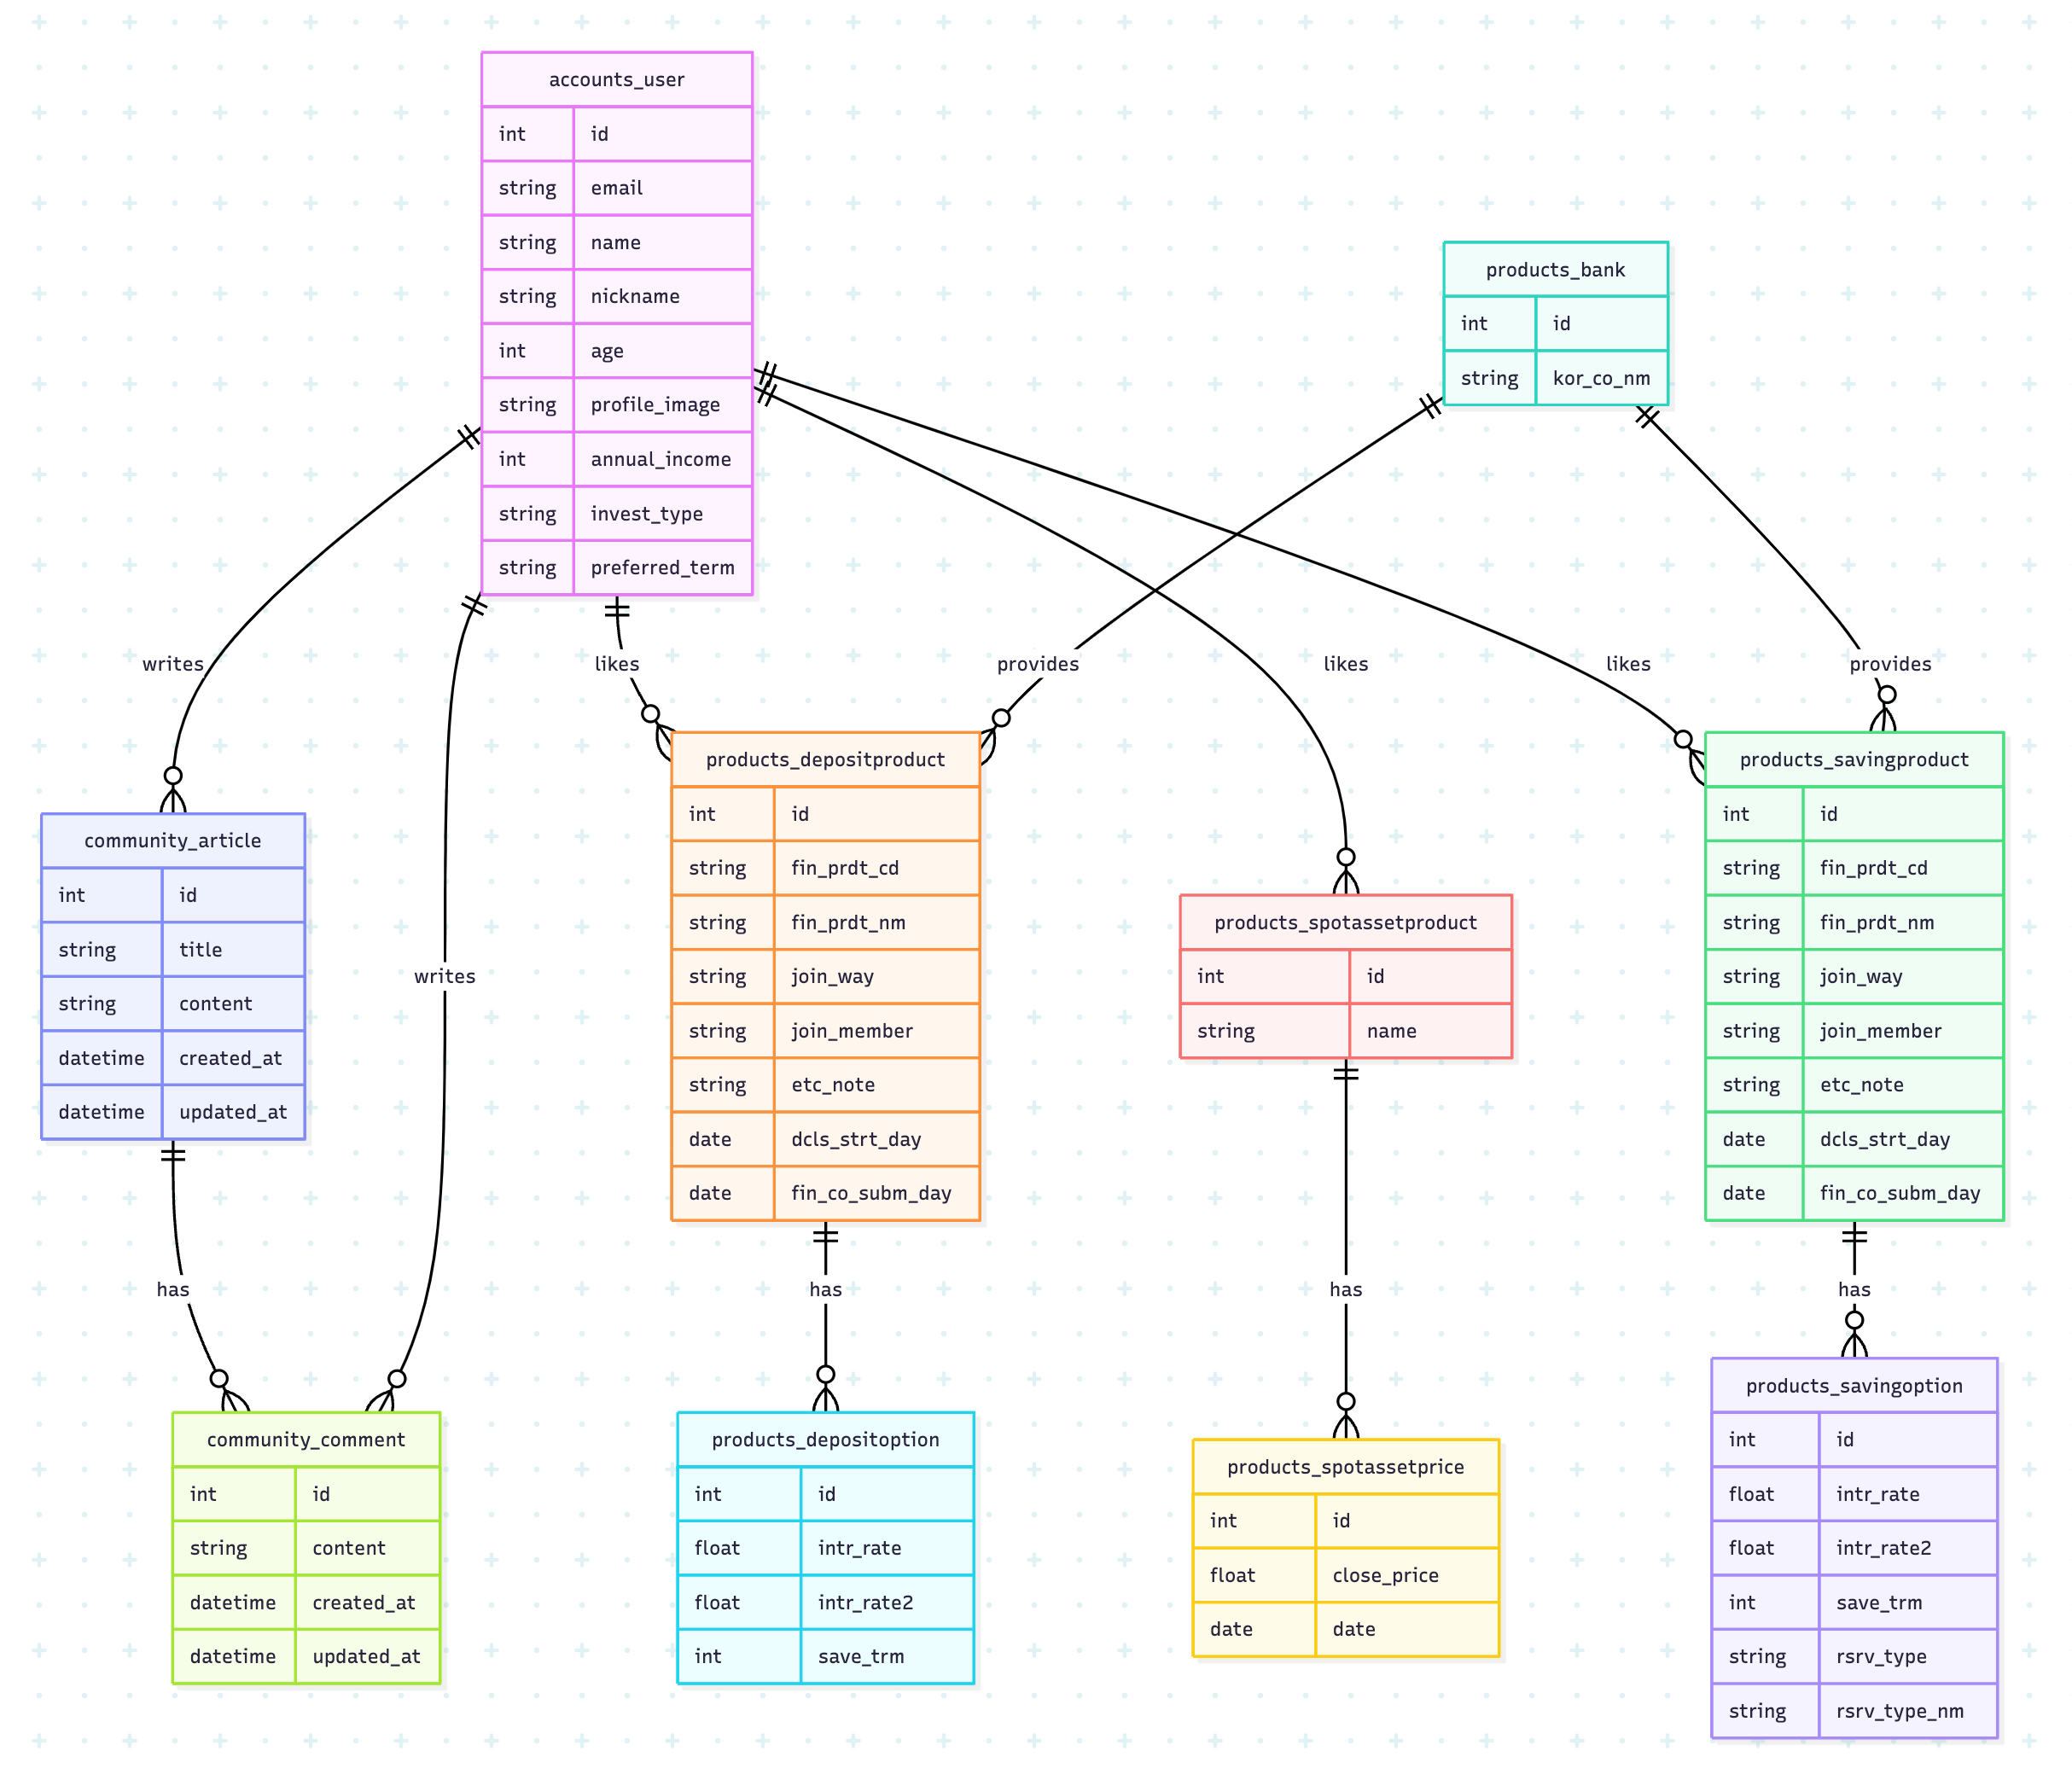 accounts_user
int id
string email
string name
string nickname
int age
string profile_image
int annual_income
string invest_type
string preferred_term
products_bank
int id
string kor_co_nm
writes
likes
provides
likes
likes
provides
community_article
int id
string title
string content
datetime created_at
datetime updated_at
writes
products_depositproduct
int id
string fin_prdt_cd
string fin_prdt_nm
string join_way
string join_member
string etc_note
date dcls_strt_day
date fin_co_subm_day
products_spotassetproduct
int id
string name
products_savingproduct
int id
string fin_prdt_cd
string fin_prdt_nm
string join_way
string join_member
string etc_note
date dcls_strt_day
date fin_co_subm_day
has
has
has
has
community_comment
int id
string content
datetime created_at
datetime updated_at
products_depositoption
int id
float intr_rate
float intr_rate2
int save_trm
products_spotassetprice
int id
float close_price
date date
products_savingoption
int id
float intr_rate
float intr_rate2
int save_trm
string rsrv_type
string rsrv_type_nm